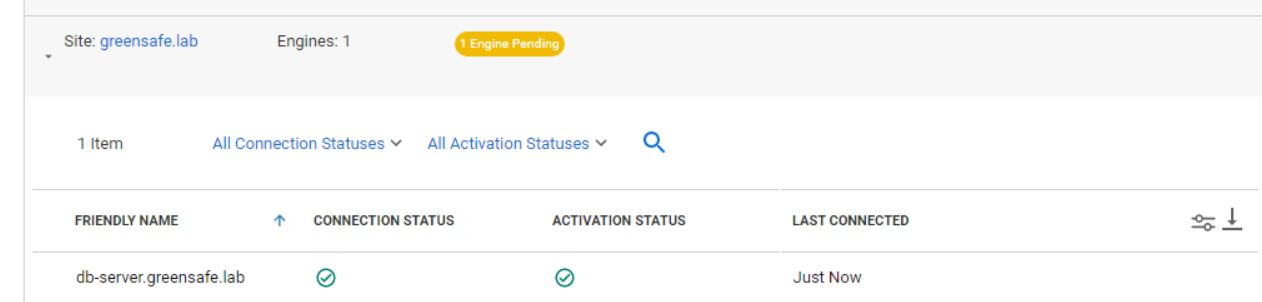 Site: greensafe.lab Engines: 1 1 Engine Pending
1 Item All Connection Statuses All Activation Statuses
FRIENDLY NAME CONNECTION STATUS ACTIVATION STATUS LAST CONNECTED
db-server.greensafe.lab Just Now